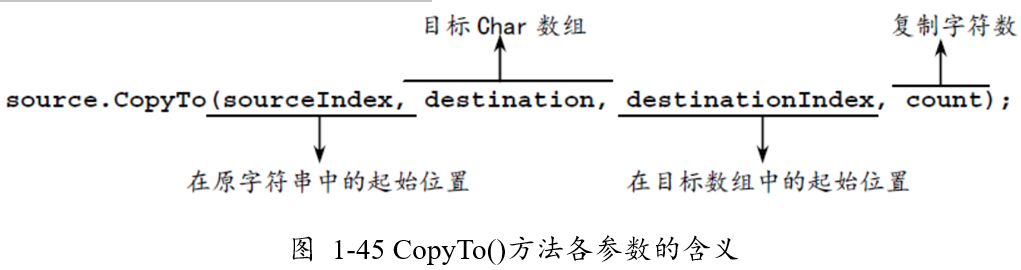 目标 Char 数组 复制字符数
source.CopyTo(sourceIndex, destination, destinationIndex, count);
在原字符串中的起始位置 在目标数组中的起始位置
图 1-45 CopyTo()方法各参数的含义